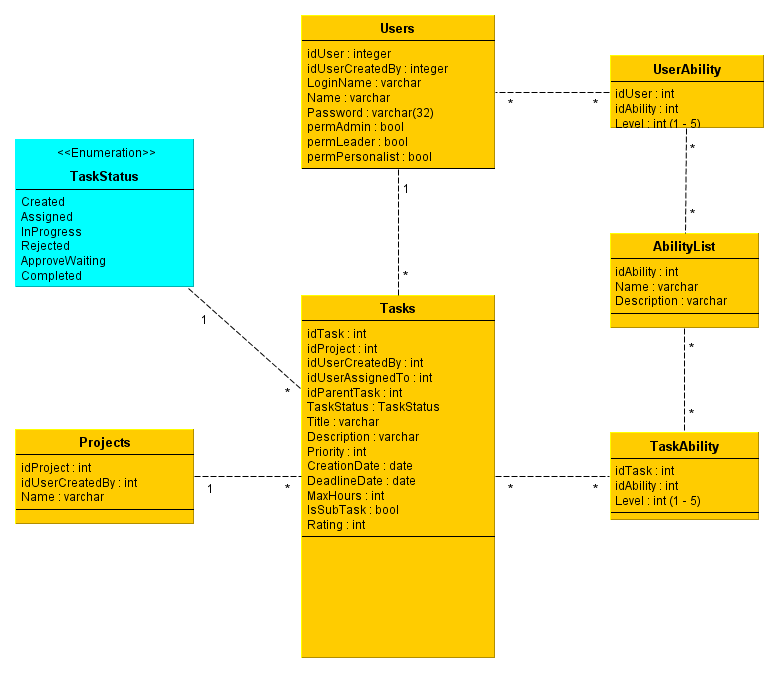 Users
idUser : integer
idUserCreatedBy : integer
LoginName : varchar
Name : varchar
Password : varchar(32)
permAdmin : bool
permLeader : bool
permPersonalist : bool
UserAbility
idUser : int
idAbility : int
Level : int (1 - 5)
* *
*
*
1
*
<<Enumeration>>
TaskStatus
Created
Assigned
InProgress
Rejected
ApproveWaiting
Completed
1
*
AbilityList
idAbility : int
Name : varchar
Description : varchar
*
*
Tasks
idTask : int
idProject : int
idUserCreatedBy : int
idUserAssignedTo : int
idParentTask : int
TaskStatus : TaskStatus
Title : varchar
Description : varchar
Priority : int
CreationDate : date
DeadlineDate : date
MaxHours : int
IsSubTask : bool
Rating : int
Projects
idProject : int
idUserCreatedBy : int
Name : varchar
1 *
TaskAbility
idTask : int
idAbility : int
Level : int (1 - 5)
* *